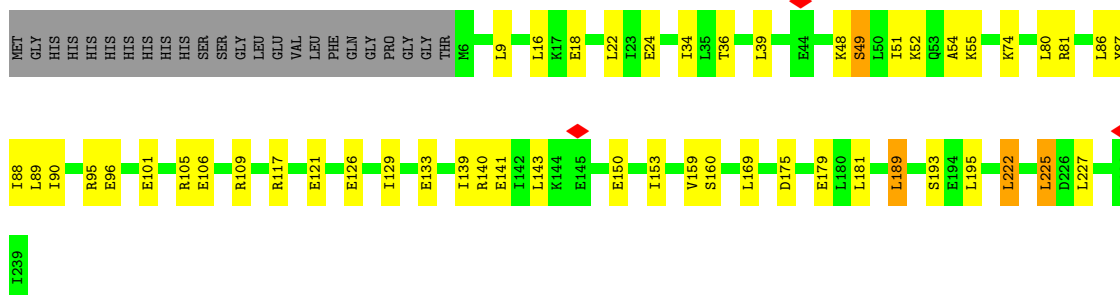 MET GLY HIS HIS HIS HIS HIS HIS HIS HIS HIS HIS SER SER GLY LEU GLU VAL LEU PHE GLN GLY PRO GLY GLY THR M6 L9 L16 K17 E18 L22 I23 E24 I34 L35 T36 L39 E44 K48 S49 L50 I51 K52 Q53 A54 K55 K74 L80 R81 L86 Y87
I88 L89 I90 R95 E96 E101 R105 E106 R109 R117 E121 E126 I129 E133 I139 R140 E141 I142 L143 K144 E145 E150 I153 V159 S160 L169 D175 E179 L180 L181 L189 S193 E194 L195 L222 L225 D226 L227
I239